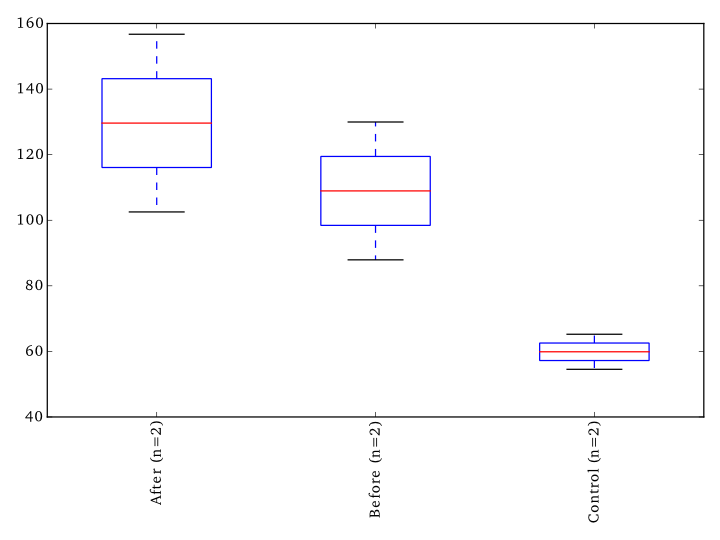 160
140
120
100
80
60
40
After (n=2)
Before (n=2)
Control (n=2)